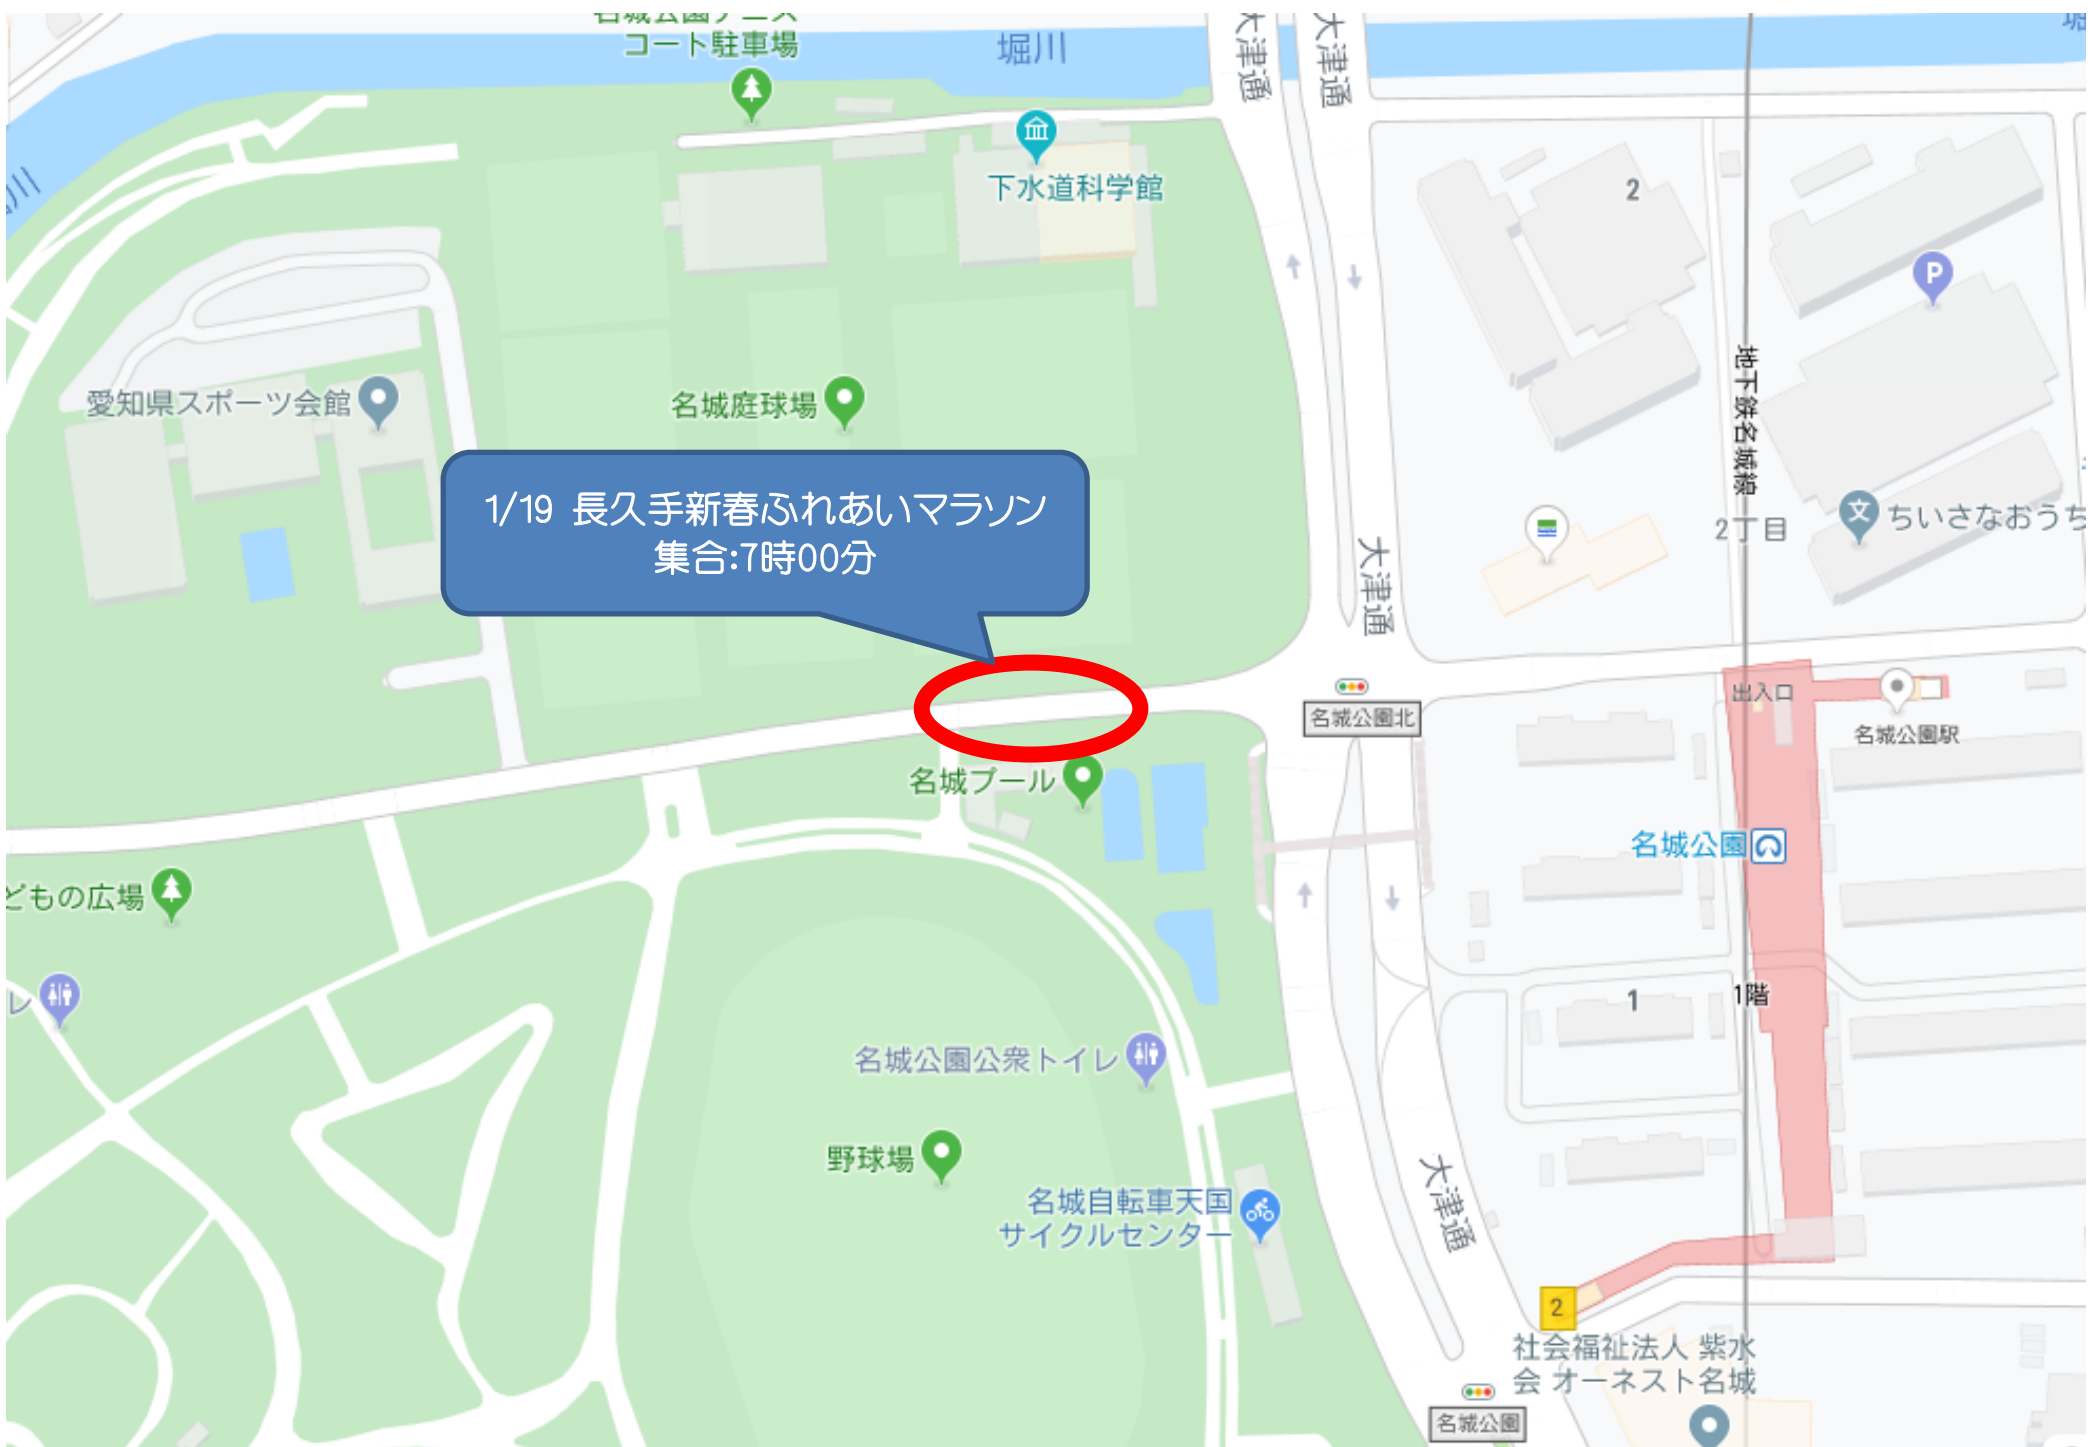 コート駐車場
堀川
大津通
大津通
下水道科学館
2
P
地下鉄名城線
愛知県スポーツ会館
名城庭球場
1/19 長久手新春ふれあいマラソン
集合:7時00分
文
ちいさなおうち
2丁目
大津通
出入口
名城公園北
名城公園駅
名城プール
名城公園
どもの広場
レ
1
1階
名城公園公衆トイレ
野球場
大津通
名城自転車天国
サイクルセンター
2
社会福祉法人 紫水
会 オーネスト名城
名城公園